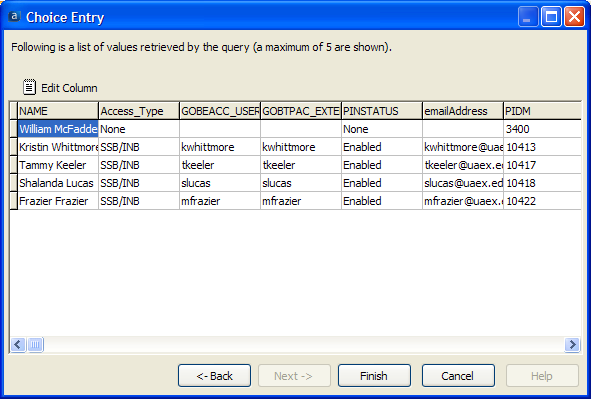 Choice Entry
Following is a list of values retrieved by the query (a maximum of 5 are shown).
Edit Column
NAME Access_Type GOBEACC_USER GOBTPAC_EXTE PINSTATUS emailAddress PIDM
William McFadde None None 3400
Kristin Whittmore SSB/INB kwhittmore kwhittmore Enabled kwhittmore@ua 10413
Tammy Keeler SSB/INB tkeeler tkeeler Enabled tkeeler@uaex.ed 10417
Shalanda Lucas SSB/INB slucas slucas Enabled slucas@uaex.ed 10418
Frazier Frazier SSB/INB mfrazier mfrazier Enabled mfrazier@uaex. 10422
<- Back Next -> Finish Cancel Help